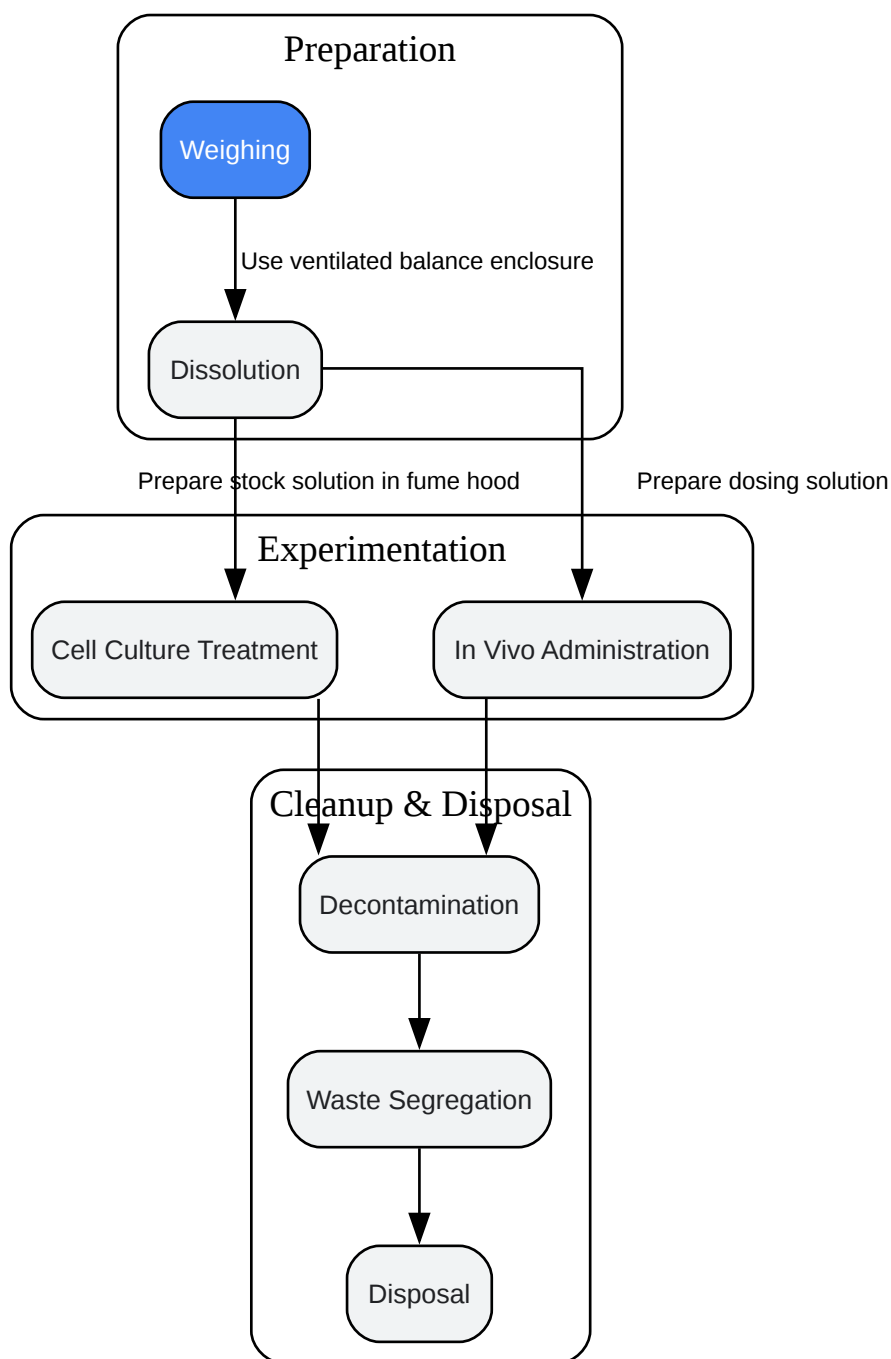 Preparation
Weighing
Use ventilated balance enclosure
Dissolution
Prepare stock solution in fume hood
Prepare dosing solution
Experimentation
Cell Culture Treatment
In Vivo Administration
Cleanup & Disposal
Decontamination
Waste Segregation
Disposal